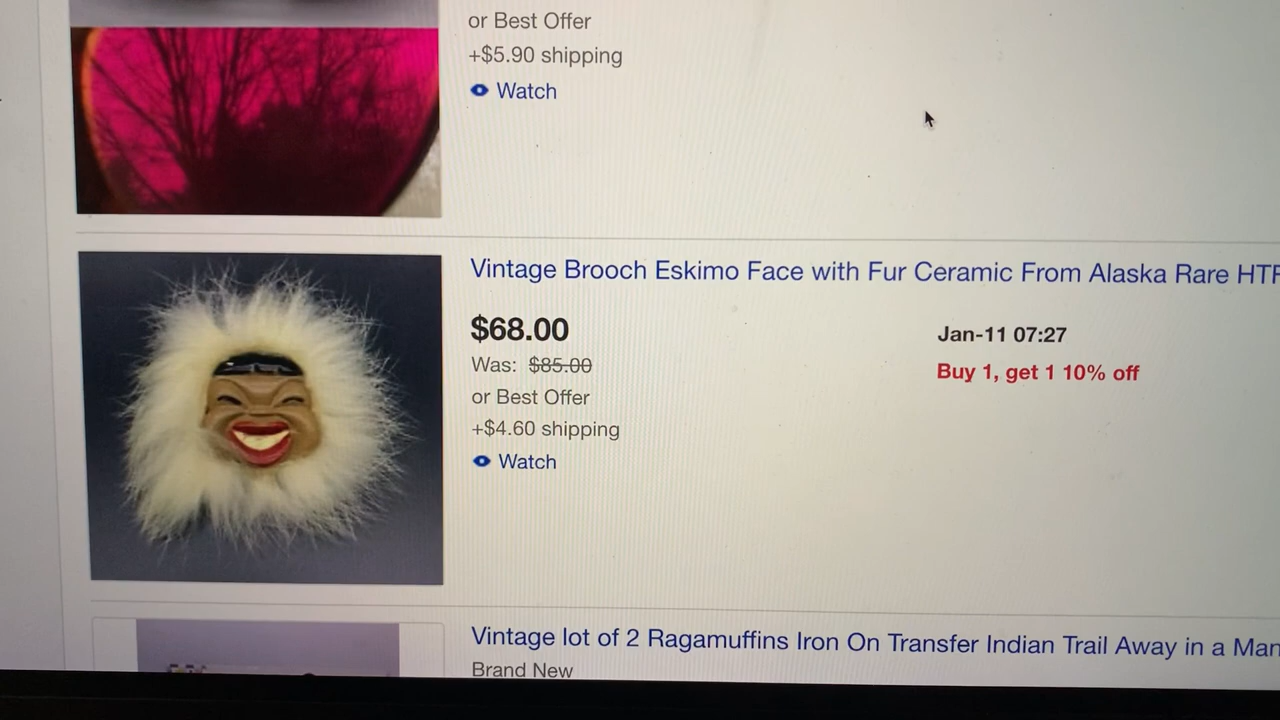 or Best Offer
+$5.90 shipping
Watch
Vintage Brooch Eskimo Face with Fur Ceramic From Alaska Rare HTF
$68.00
Jan-11 07:27
Was: $85.00
Buy 1, get 1 10% off
or Best Offer
+$4.60 shipping
Watch
Vintage lot of 2 Ragamuffins Iron On Transfer Indian Trail Away in a Man
Brand New